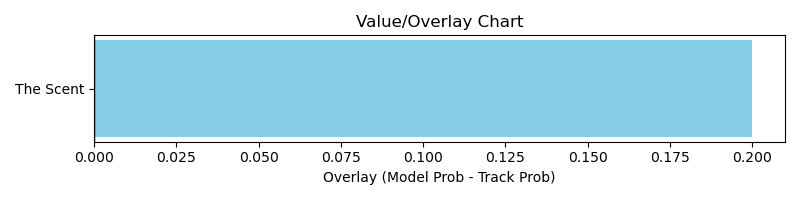 Value/Overlay Chart
The Scent
0.000 0.025 0.050 0.075 0.100 0.125 0.150 0.175 0.200
Overlay (Model Prob - Track Prob)